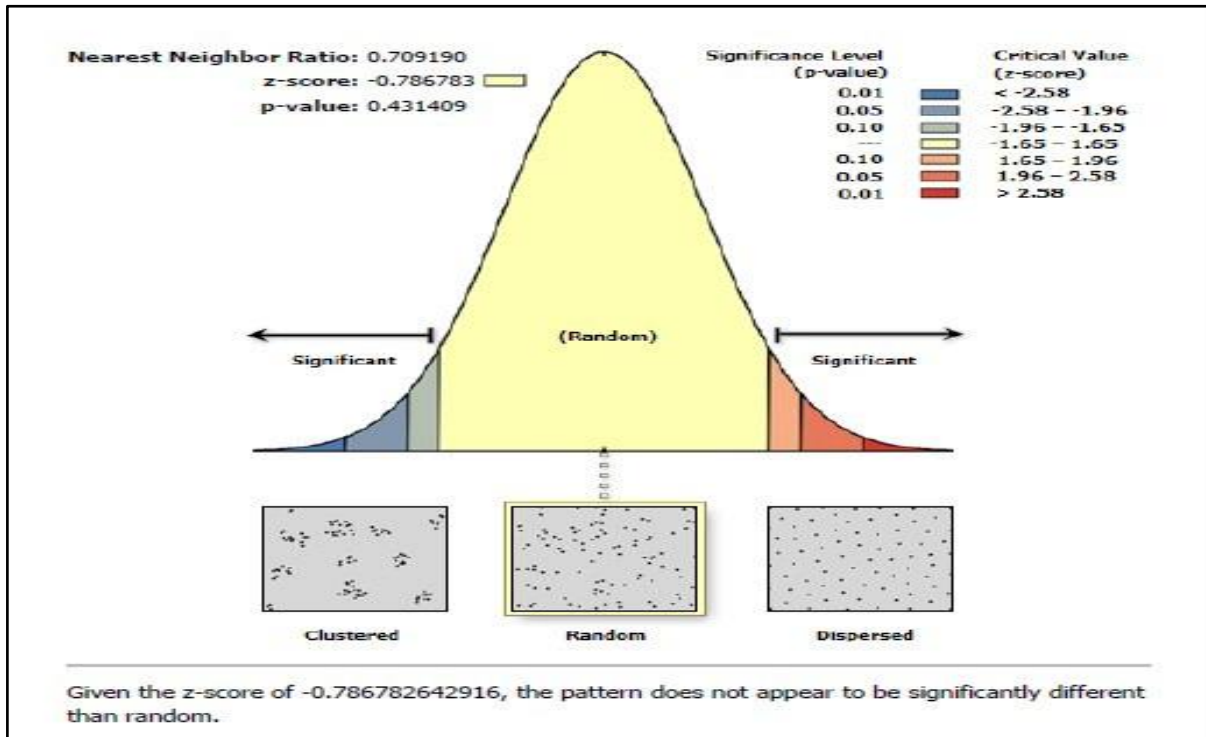 Nearest Neighbor Ratio: 0.709190
z-score: -0.786783
p-value: 0.431409
Significance Level
(p-value)
Critical Value
(z-score)
0.01 < -2.58
0.05 -2.58 – -1.96
0.10 -1.96 – -1.65
--- -1.65 – 1.65
0.10 1.65 – 1.96
0.05 1.96 – 2.58
0.01 > 2.58
(Random)
Significant Significant
Clustered Random Dispersed
Given the z-score of -0.786782642916, the pattern does not appear to be significantly different
than random.